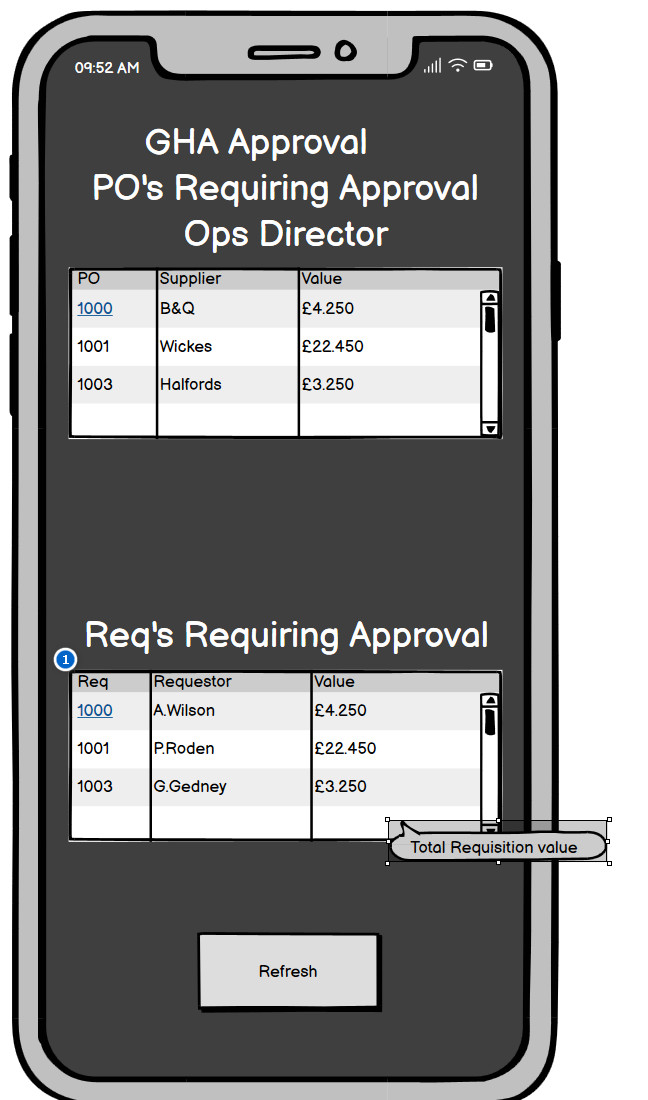 09:52 AM
GHA Approval
PO's Requiring Approval
Ops Director
PO Supplier Value
1000 B&Q £4.250
1001 Wickes £22.450
1003 Halfords £3.250
Req's Requiring Approval
1
Req Requestor Value
1000 A.Wilson £4.250
1001 P.Roden £22.450
1003 G.Gedney £3.250
Total Requisition value
Refresh